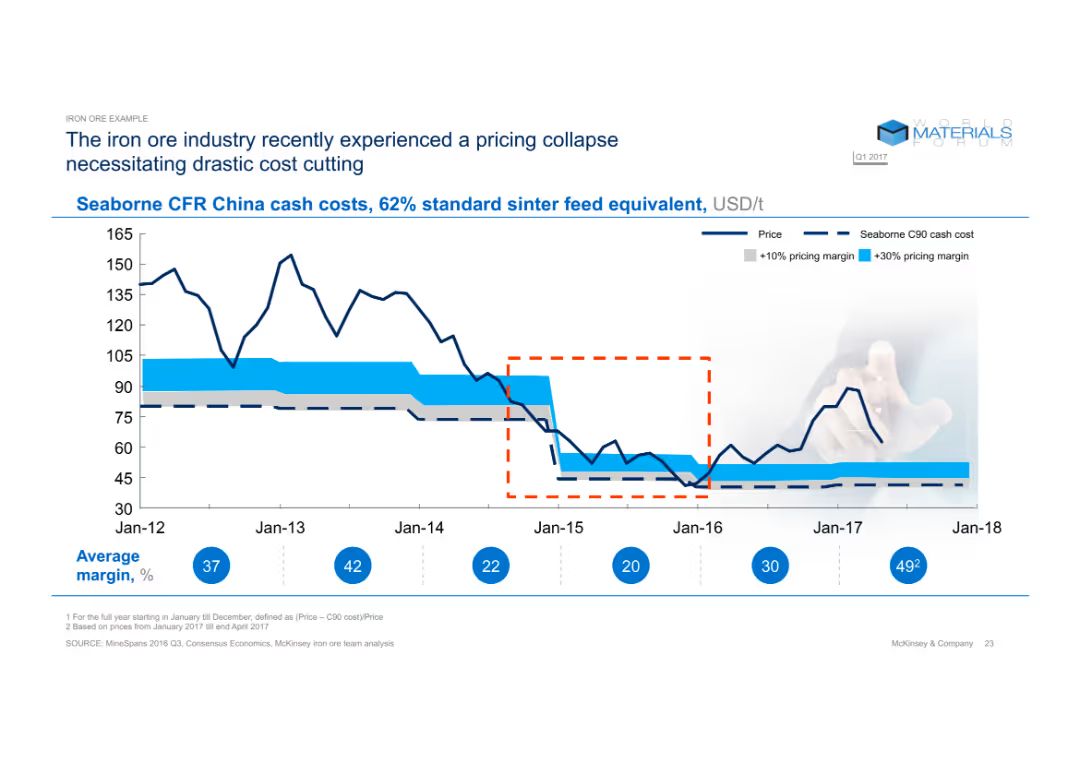 IRON ORE EXAMPLE
The iron ore industry recently experienced a pricing collapse
necessitating drastic cost cutting
WORLD
MATERIALS
FORUM
Q1 2017
Seaborne CFR China cash costs, 62% standard sinter feed equivalent, USD/t
Price
Seaborne C90 cash cost
+10% pricing margin
+30% pricing margin
165
150
135
120
105
90
75
60
45
30
Jan-12 Jan-13 Jan-14 Jan-15 Jan-16 Jan-17 Jan-18
Average
margin, %
37 42 22 20 30 49²
1 For the full year starting in January till December, defined as (Price – C90 cost)/Price
2 Based on prices from January 2017 till end April 2017
SOURCE: MineSpans 2016 Q3, Consensus Economics, McKinsey iron ore team analysis
McKinsey & Company 23